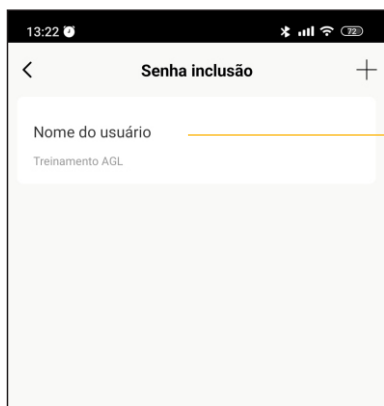 13:22
72
Senha inclusão
Nome do usuário
Treinamento AGL